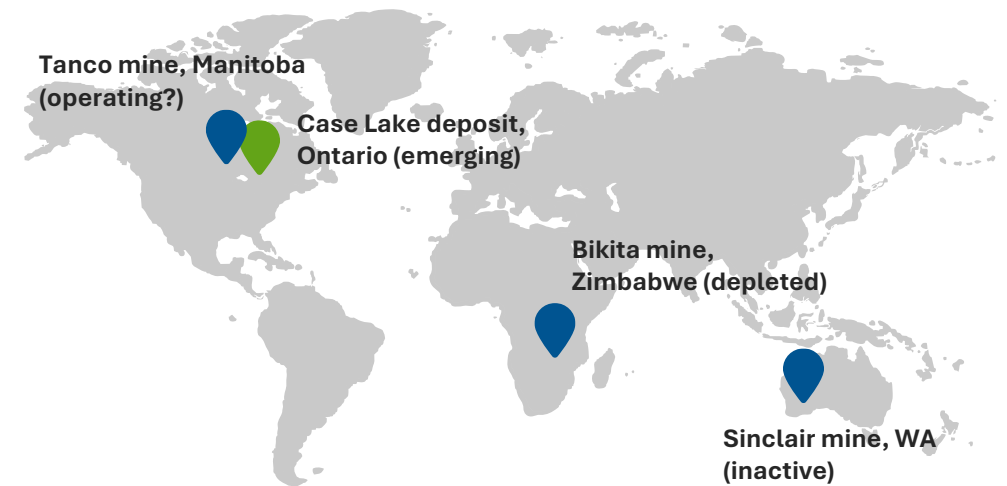 Tanco mine, Manitoba
(operating?)
Case Lake deposit,
Ontario (emerging)
Bikita mine,
Zimbabwe (depleted)
Sinclair mine, WA
(inactive)